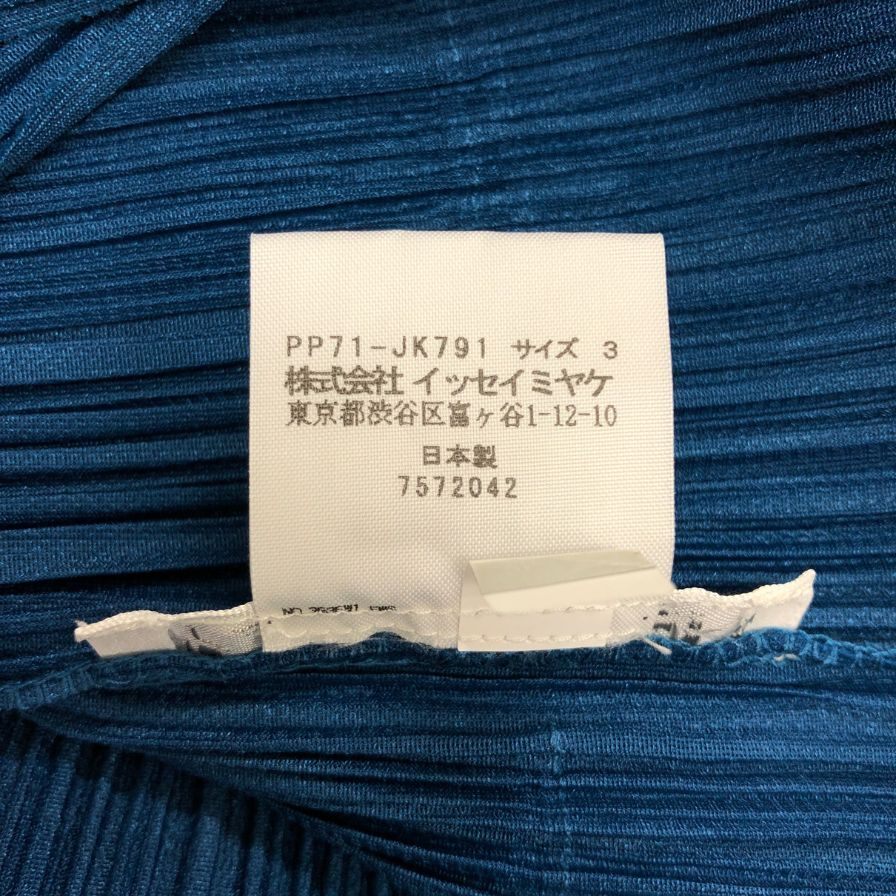 PP71-JK791 サイズ 3
株式会社 イッセイミヤケ
東京都渋谷区富ヶ谷1-12-10
日本製
7572042